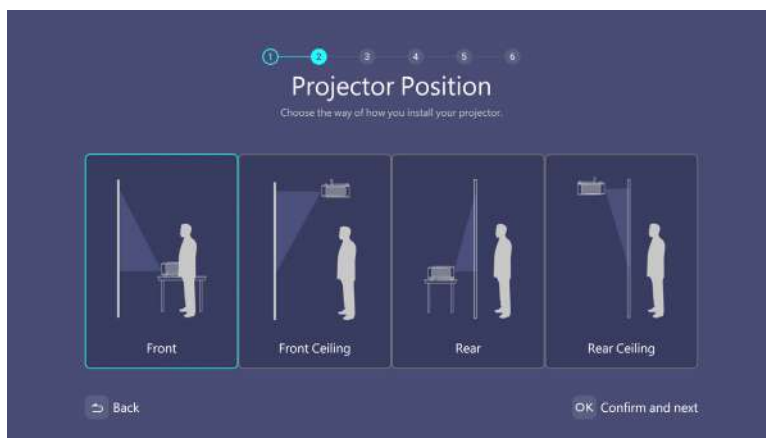 1 2 3 4 5 6
Projector Position
Choose the way of how you install your projector.
Front Front Ceiling Rear Rear Ceiling
Back OK Confirm and next